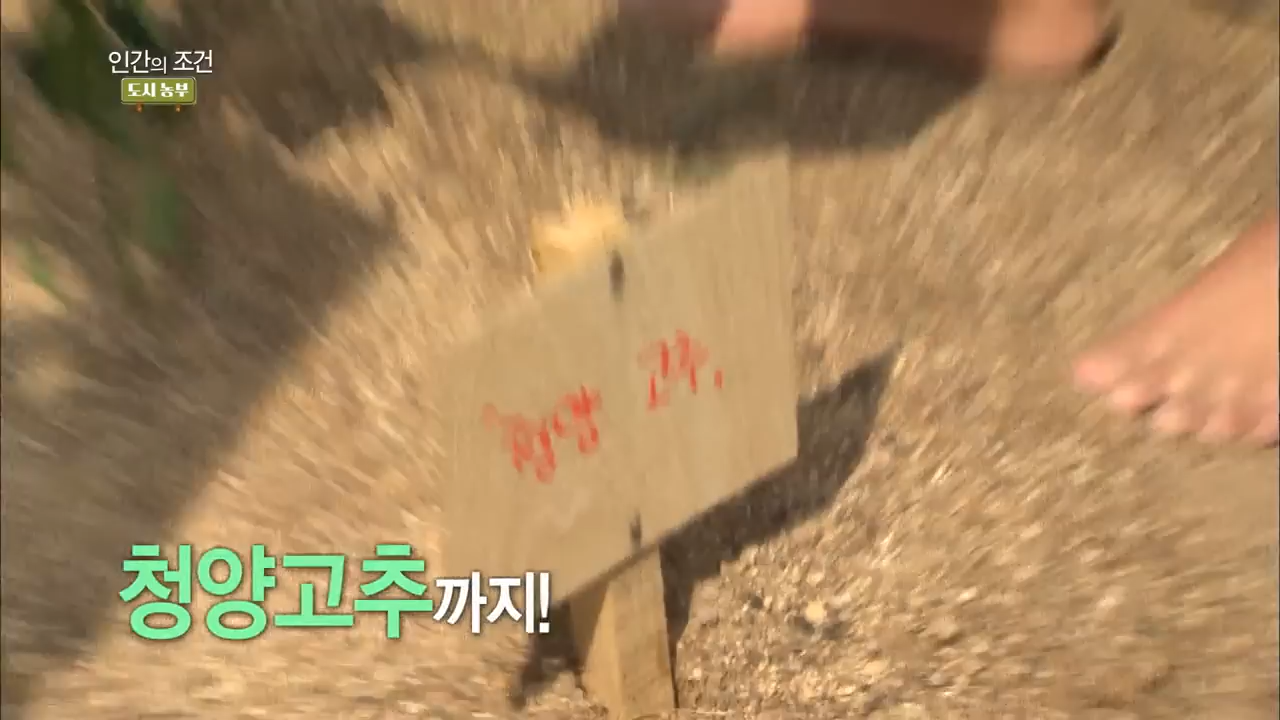 인간의 조건
도시 농부
청양 고추
청양고추까지!